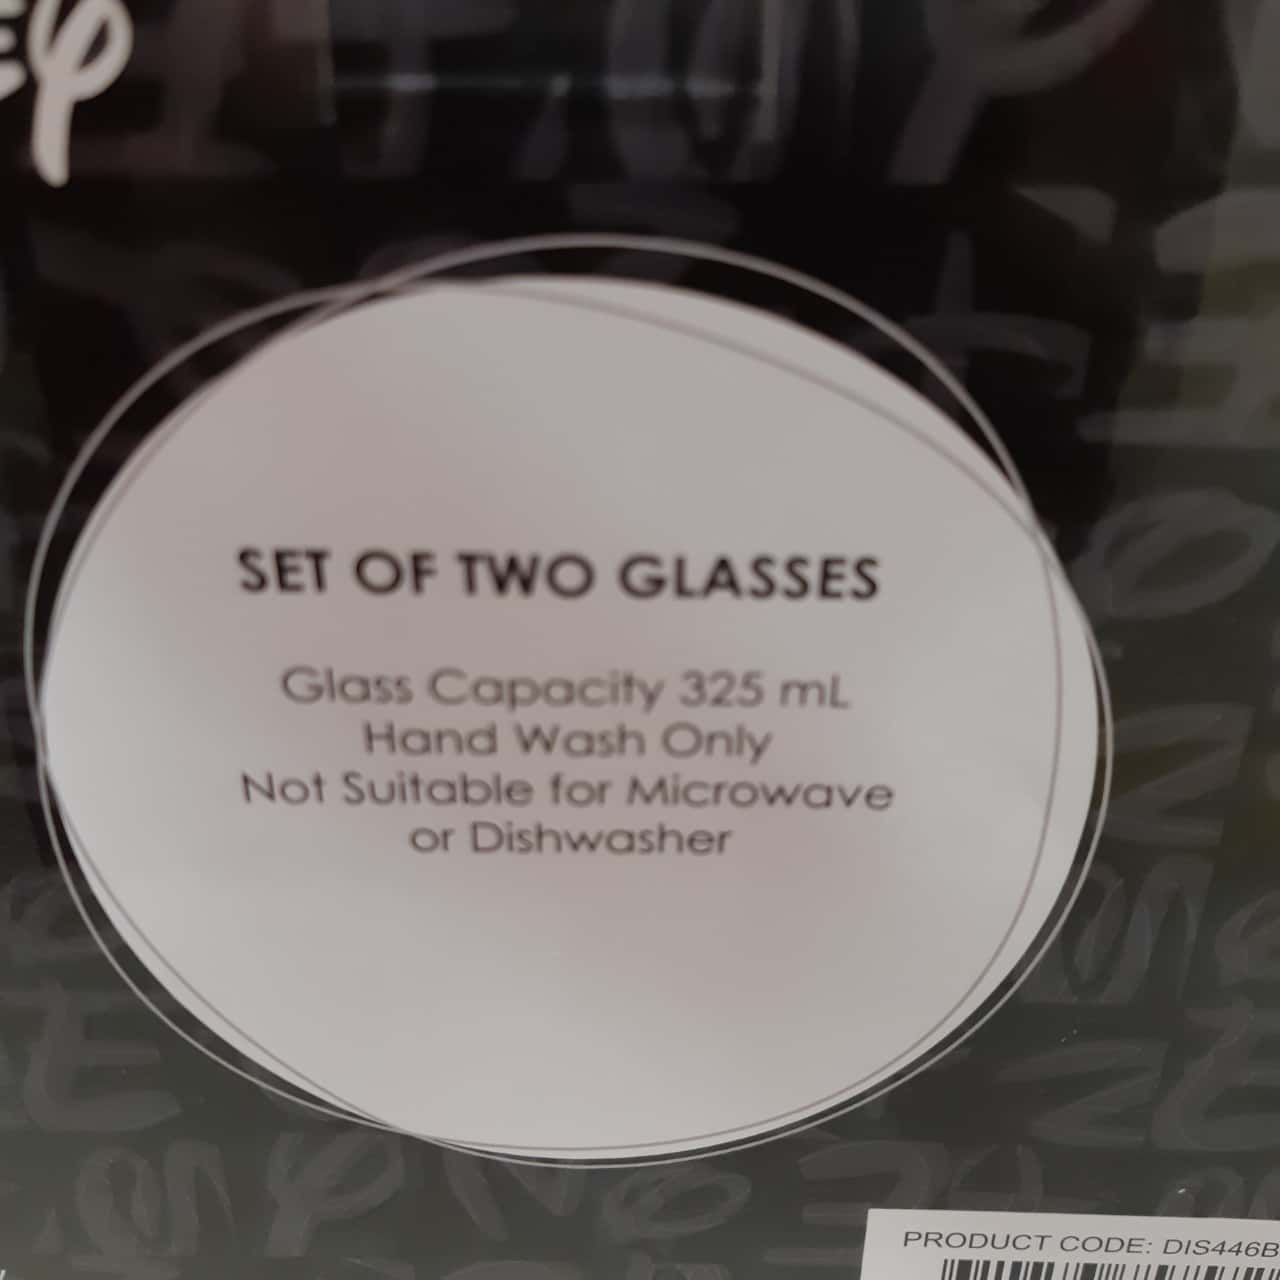 SET OF TWO GLASSES
Glass Capacity 325 mL
Hand Wash Only
Not Suitable for Microwave
or Dishwasher
PRODUCT CODE: DIS446B